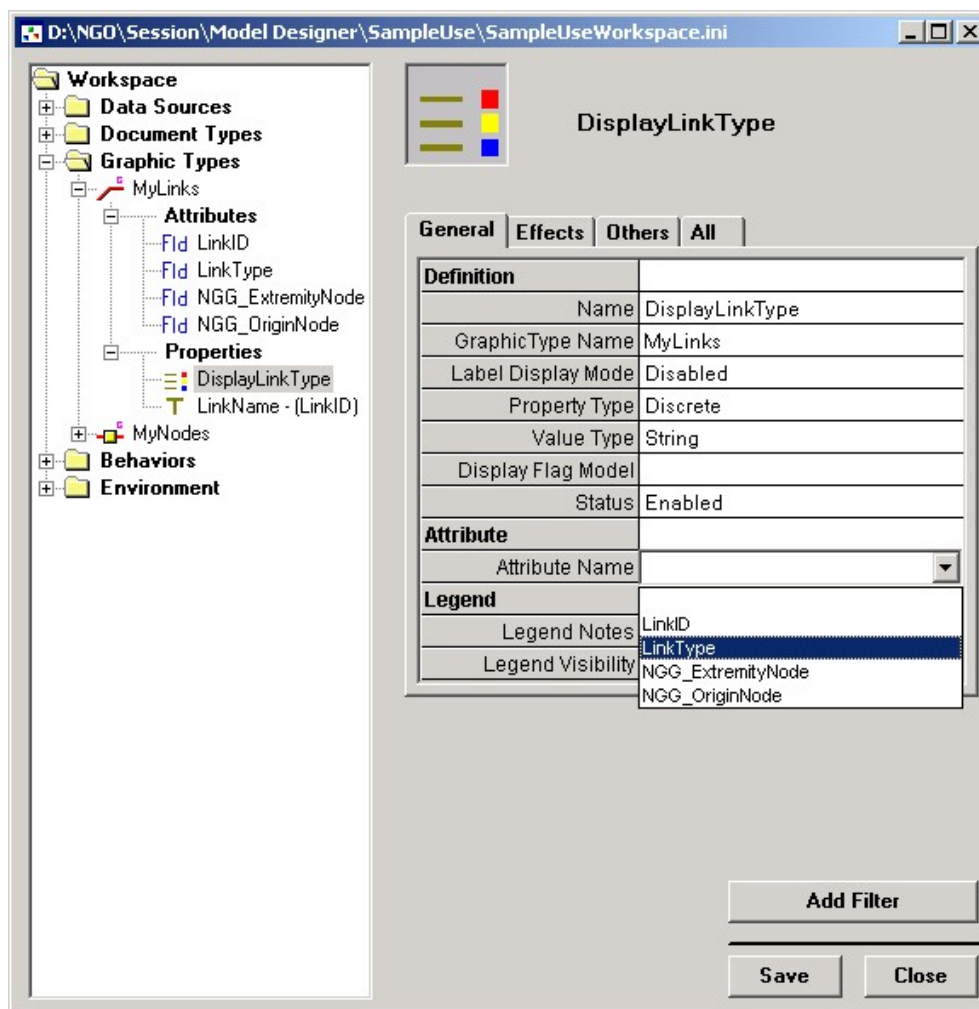 D:\NGO\Session\Model Designer\SampleUse\SampleUseWorkspace.ini
Workspace
Data Sources
Document Types
Graphic Types
MyLinks
Attributes
Fld LinkID
Fld LinkType
Fld NGG_ExtremityNode
Fld NGG_OriginNode
Properties
DisplayLinkType
T LinkName - (LinkID)
MyNodes
Behaviors
Environment
DisplayLinkType
General Effects Others All
Definition
Name DisplayLinkType
GraphicType Name MyLinks
Label Display Mode Disabled
Property Type Discrete
Value Type String
Display Flag Model
Status Enabled
Attribute
Attribute Name
Legend
Legend Notes
Legend Visibility
LinkID
LinkType
NGG_ExtremityNode
NGG_OriginNode
Add Filter
Save Close